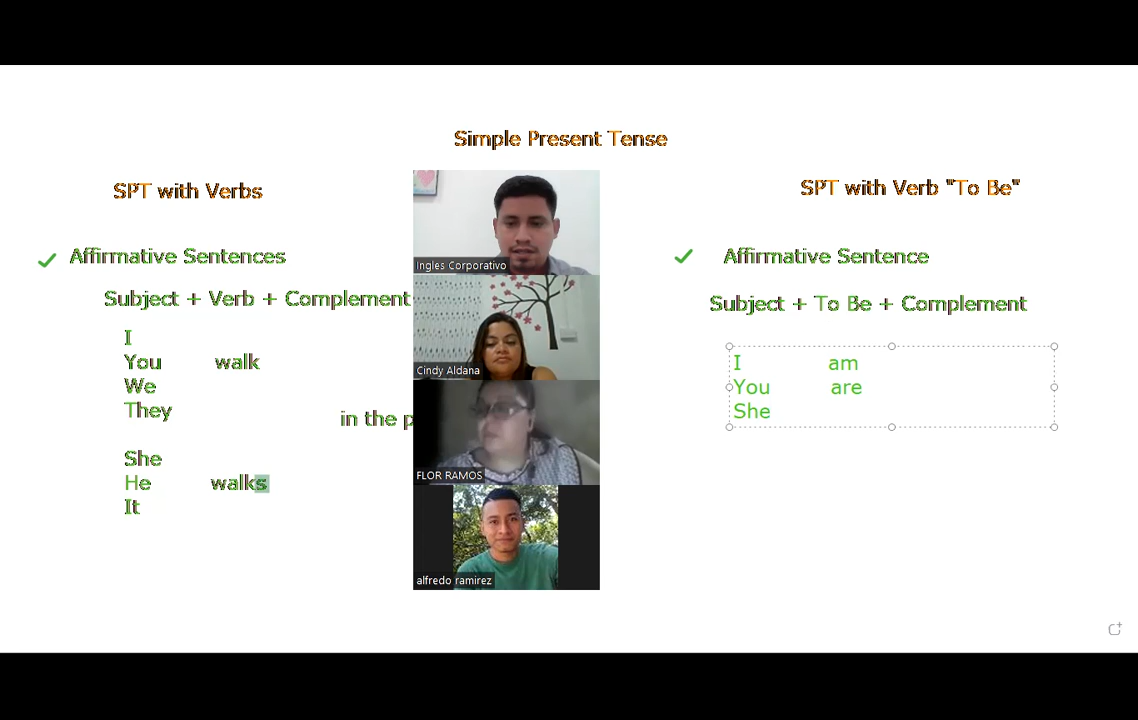 Simple Present Tense
SPT with Verbs
Affirmative Sentences
Subject + Verb + Complement
I
You walk
We
They
in the p
She
He walks
It
Ingles Corporativo
Cindy Aldana
FLOR RAMOS
alfredo ramirez
SPT with Verb "To Be"
Affirmative Sentence
Subject + To Be + Complement
I am
You are
She